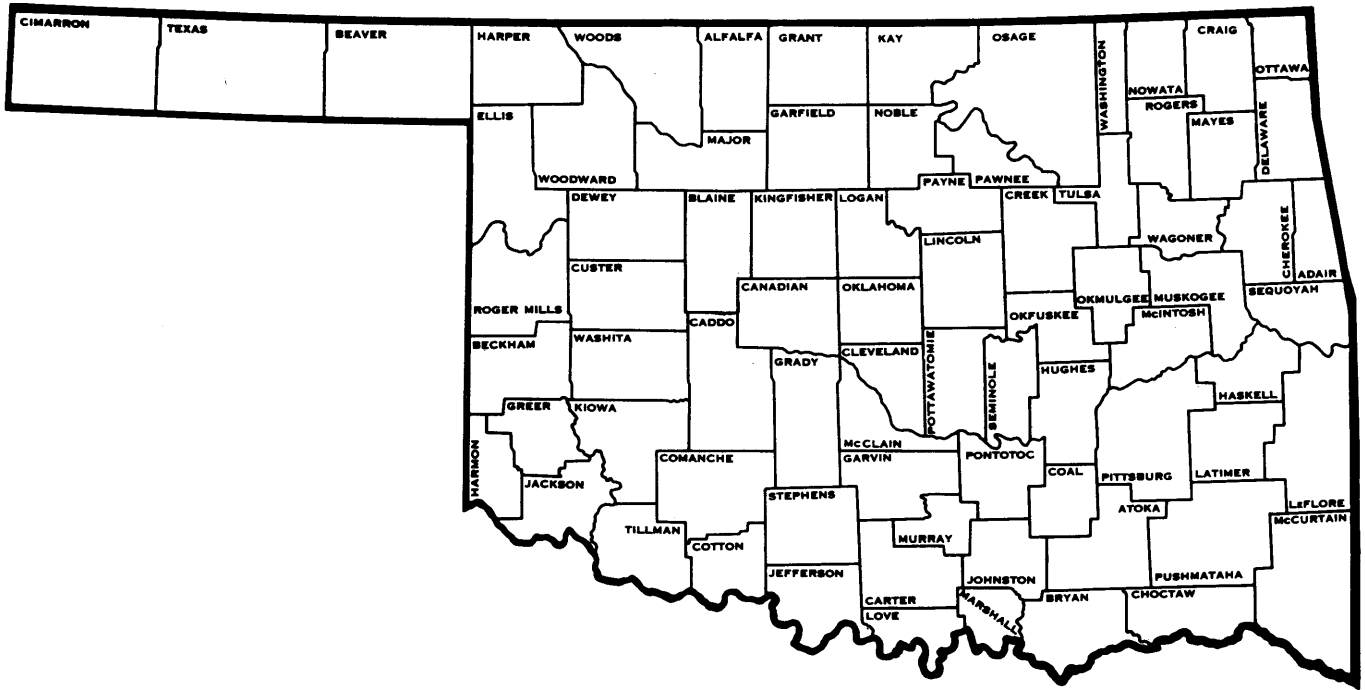 CIMARRON
TEXAS
BEAVER
HARPER
WOODS
ALFALFA
GRANT
KAY
OSAGE
WASHINGTON
NOWATA
CRAIG
OTTAWA
ELLIS
WOODWARD
MAJOR
GARFIELD
NOBLE
ROGERS
MAYES
DELAWARE
PAYNE
PAWNEE
CREEK
TULSA
DEWEY
BLAINE
KINGFISHER
LOGAN
LINCOLN
WAGONER
CHEROKEE
ADAIR
CUSTER
CANADIAN
OKLAHOMA
OKMULGEE
MUSKOGEE
SEQUOYAH
ROGER MILLS
CADDO
OKFUSKEE
McINTOSH
BECKHAM
WASHITA
GRADY
CLEVELAND
POTTAWATOMIE
SEMINOLE
HUGHES
HASKELL
GREER
KIOWA
HARMON
JACKSON
COMANCHE
McCLAIN
GARVIN
PONTOTOC
COAL
PITTSBURG
LATIMER
LeFLORE
STEPHENS
ATOKA
McCURTAIN
TILLMAN
COTTON
MURRAY
JEFFERSON
JOHNSTON
PUSHMATAHA
CARTER
LOVE
MARSHALL
BRYAN
CHOCTAW